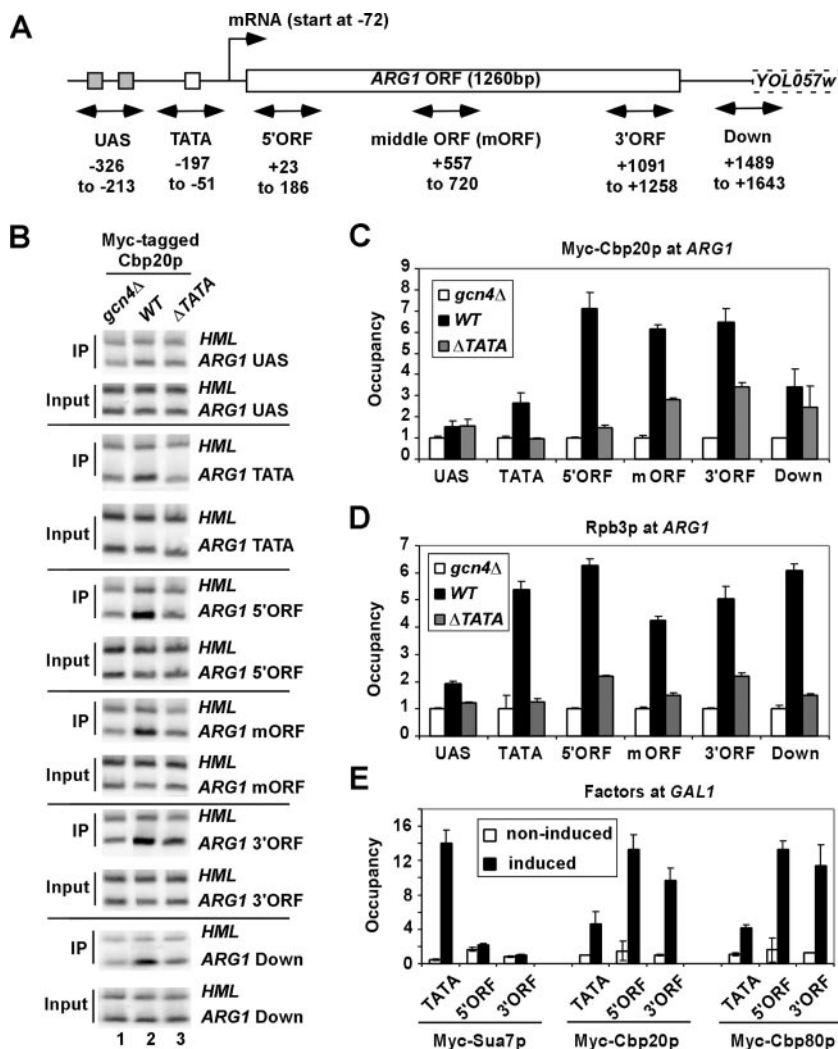 A
mRNA (start at -72)
ARG1 ORF (1260bp)
YOL057w
UAS
-326
to -213
TATA
-197
to -51
5'ORF
+23
to 186
middle ORF (mORF)
+557
to 720
3'ORF
+1091
to +1258
Down
+1489
to +1643
B
Myc-tagged
Cbp20p
gcn4Δ WT ΔTATA
IP
HML
ARG1 UAS
Input
HML
ARG1 UAS
IP
HML
ARG1 TATA
Input
HML
ARG1 TATA
IP
HML
ARG1 5'ORF
Input
HML
ARG1 5'ORF
IP
HML
ARG1 mORF
Input
HML
ARG1 mORF
IP
HML
ARG1 3'ORF
Input
HML
ARG1 3'ORF
IP
HML
ARG1 Down
Input
HML
ARG1 Down
1 2 3
C
Myc-Cbp20p at ARG1
Occupancy
9
8
7
6
5
4
3
2
1
0
gcn4Δ
WT
ΔTATA
UAS TATA 5'ORF mORF 3'ORF Down
D
Rpb3p at ARG1
Occupancy
7
6
5
4
3
2
1
0
gcn4Δ
WT
ΔTATA
UAS TATA 5'ORF mORF 3'ORF Down
E
Factors at GAL1
Occupancy
16
12
8
4
0
non-induced
induced
TATA 5'ORF 3'ORF TATA 5'ORF 3'ORF TATA 5'ORF 3'ORF
Myc-Sua7p Myc-Cbp20p Myc-Cbp80p